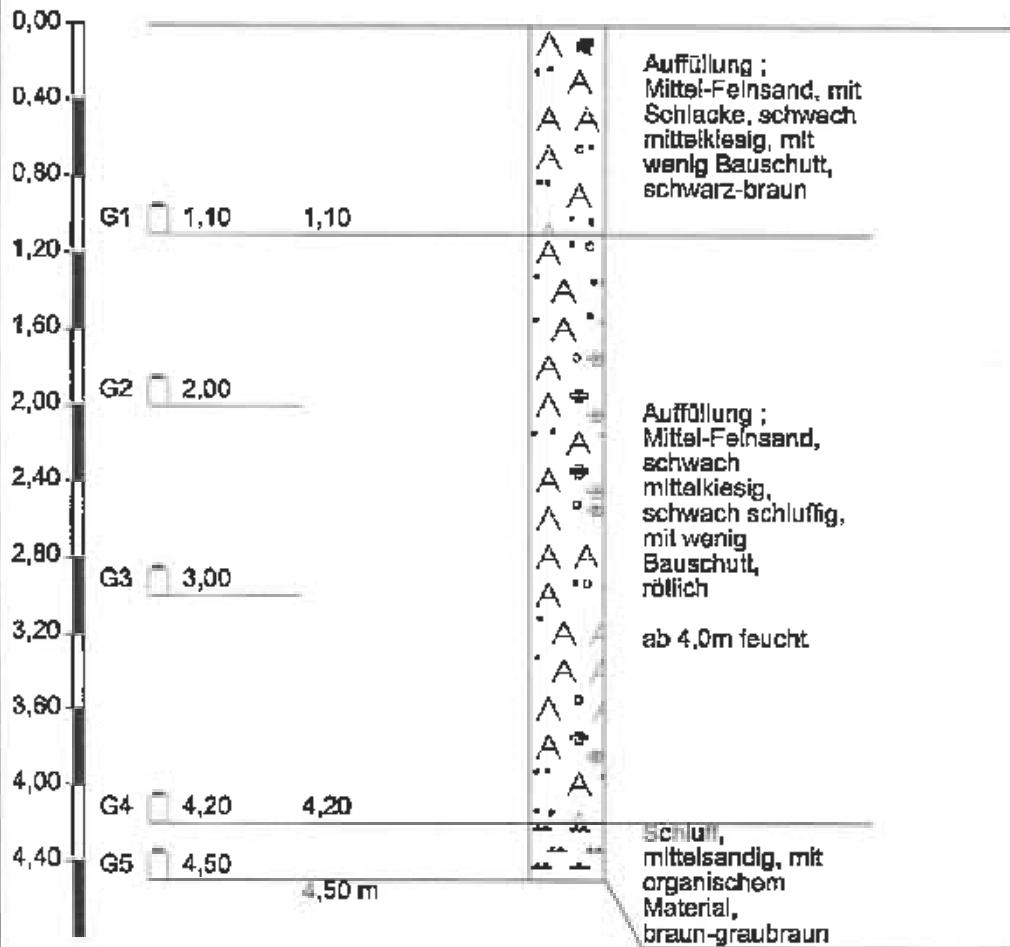 0,00
Auffüllung ;
Mittel-Feinsand, mit
Schlacke, schwach
mittelkiesig, mit
wenig Bauschutt,
schwarz-braun
0,40
0,80
G1 1,10 1,10
1,20
1,60
G2 2,00
2,00
Auffüllung ;
Mittel-Feinsand,
schwach
mittelkiesig,
schwach schluffig,
mit wenig
Bauschutt,
rötlich
ab 4,0m feucht
2,40
2,80
G3 3,00
3,20
3,60
4,00
G4 4,20 4,20
4,40
G5 4,50
4,50 m
Schluff,
mittelsandig, mit
organischem
Material,
braun-graubraun